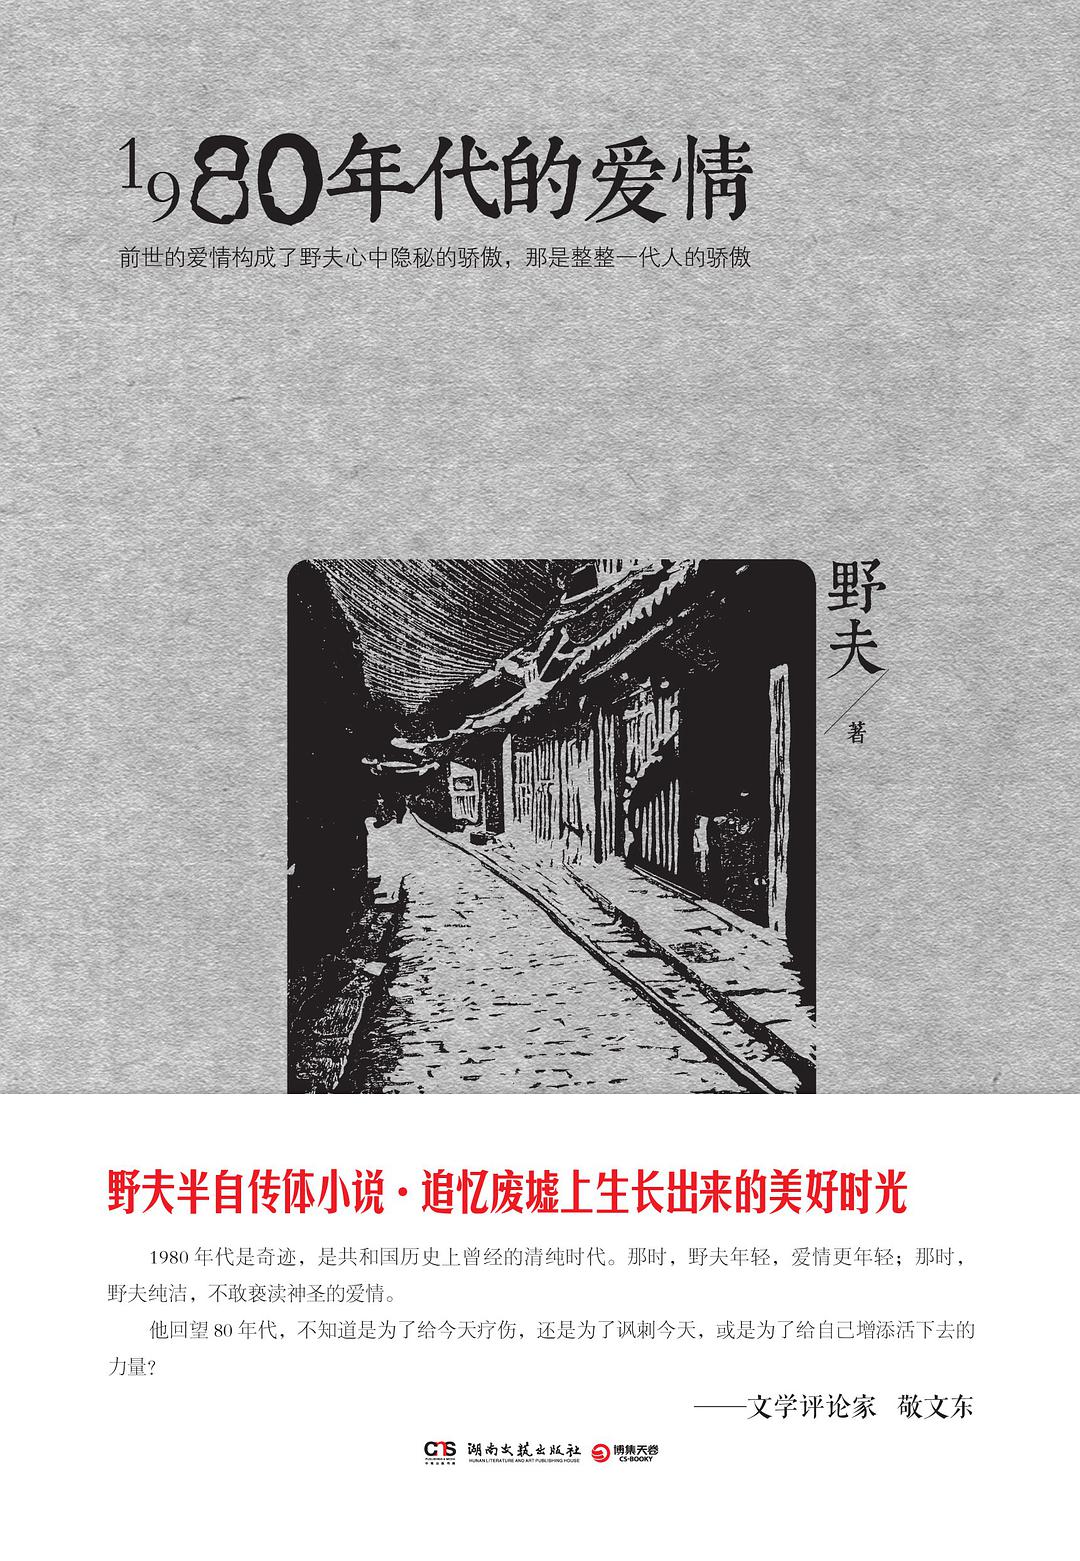 1980年代的爱情
前世的爱情构成了野夫心中隐秘的骄傲，那是整整一代人的骄傲
野夫
著
野夫半自传体小说·追忆废墟上生长出来的美好时光
1980 年代是奇迹，是共和国历史上曾经的清纯时代。那时，野夫年轻，爱情更年轻；那时，
野夫纯洁，不敢亵渎神圣的爱情。
他回望 80 年代，不知道是为了给今天疗伤，还是为了讽刺今天，或是为了给自己增添活下去的
力量？
——文学评论家 敬文东
湖南文艺出版社
HUNAN LITERATURE AND ART PUBLISHING HOUSE
博集天卷
CS-BOOKY